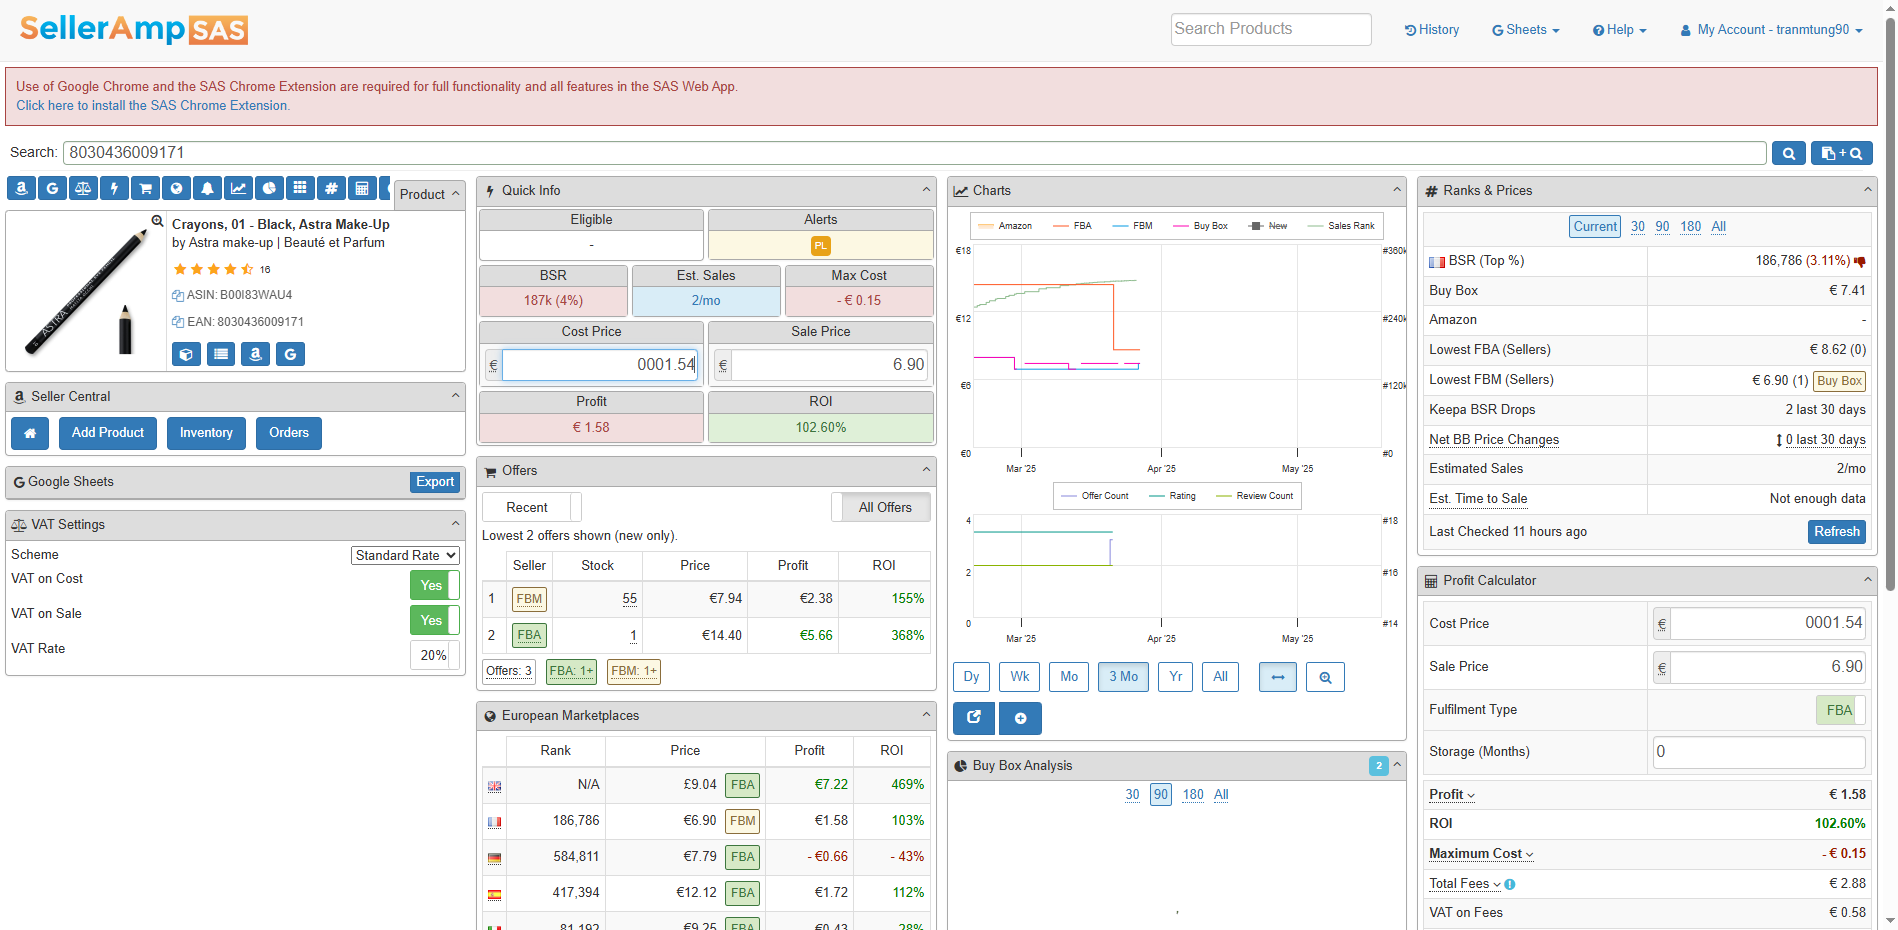 SellerAmp SAS
Search Products
History
Sheets
Help
My Account - tranmtung90
Use of Google Chrome and the SAS Chrome Extension are required for full functionality and all features in the SAS Web App.
Click here to install the SAS Chrome Extension.
Search: 8030436009171
+
Product
Crayons, 01 - Black, Astra Make-Up
by Astra make-up | Beauté et Parfum
16
ASIN: B00I83WAU4
EAN: 8030436009171
ASTRA
Seller Central
Add Product Inventory Orders
Google Sheets Export
VAT Settings
Scheme Standard Rate
VAT on Cost Yes
VAT on Sale Yes
VAT Rate 20%
Quick Info
Eligible Alerts
- PL
BSR Est. Sales Max Cost
187k (4%) 2/mo - € 0.15
Cost Price Sale Price
€ 0001.54 € 6.90
Profit ROI
€ 1.58 102.60%
Offers
Recent All Offers
Lowest 2 offers shown (new only).
Seller Stock Price Profit ROI
1 FBM 55 €7.94 €2.38 155%
2 FBA 1 €14.40 €5.66 368%
Offers: 3 FBA: 1+ FBM: 1+
European Marketplaces
Rank Price Profit ROI
N/A £9.04 FBA €7.22 469%
186,786 €6.90 FBM €1.58 103%
584,811 €7.79 FBA - €0.66 - 43%
417,394 €12.12 FBA €1.72 112%
81,192 €9.25 FBA €0.43 28%
Charts
Amazon FBA FBM Buy Box New Sales Rank
€18 #360k
€12 #240k
€6 #120k
€0 #0
Mar '25 Apr '25 May '25
Offer Count Rating Review Count
4 #18
2 #16
0 #14
Mar '25 Apr '25 May '25
Dy Wk Mo 3 Mo Yr All
Buy Box Analysis 2
30 90 180 All
Ranks & Prices
Current 30 90 180 All
BSR (Top %) 186,786 (3.11%)
Buy Box € 7.41
Amazon -
Lowest FBA (Sellers) € 8.62 (0)
Lowest FBM (Sellers) € 6.90 (1) Buy Box
Keepa BSR Drops 2 last 30 days
Net BB Price Changes 0 last 30 days
Estimated Sales 2/mo
Est. Time to Sale Not enough data
Last Checked 11 hours ago Refresh
Profit Calculator
Cost Price € 0001.54
Sale Price € 6.90
Fulfilment Type FBA
Storage (Months) 0
Profit € 1.58
ROI 102.60%
Maximum Cost - € 0.15
Total Fees € 2.88
VAT on Fees € 0.58